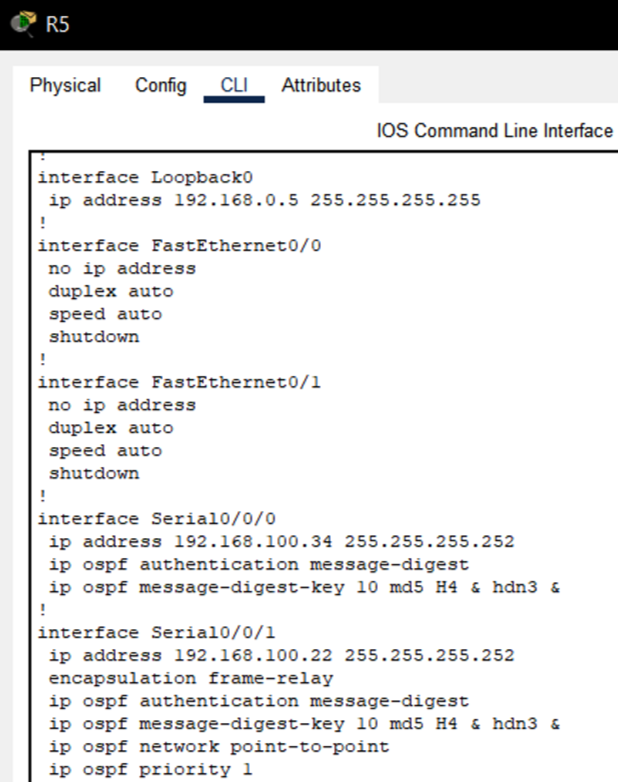 R5
Physical Config CLI Attributes
IOS Command Line Interface
!
interface Loopback0
ip address 192.168.0.5 255.255.255.255
!
interface FastEthernet0/0
no ip address
duplex auto
speed auto
shutdown
!
interface FastEthernet0/1
no ip address
duplex auto
speed auto
shutdown
!
interface Serial0/0/0
ip address 192.168.100.34 255.255.255.252
ip ospf authentication message-digest
ip ospf message-digest-key 10 md5 H4 & hdn3 &
!
interface Serial0/0/1
ip address 192.168.100.22 255.255.255.252
encapsulation frame-relay
ip ospf authentication message-digest
ip ospf message-digest-key 10 md5 H4 & hdn3 &
ip ospf network point-to-point
ip ospf priority 1